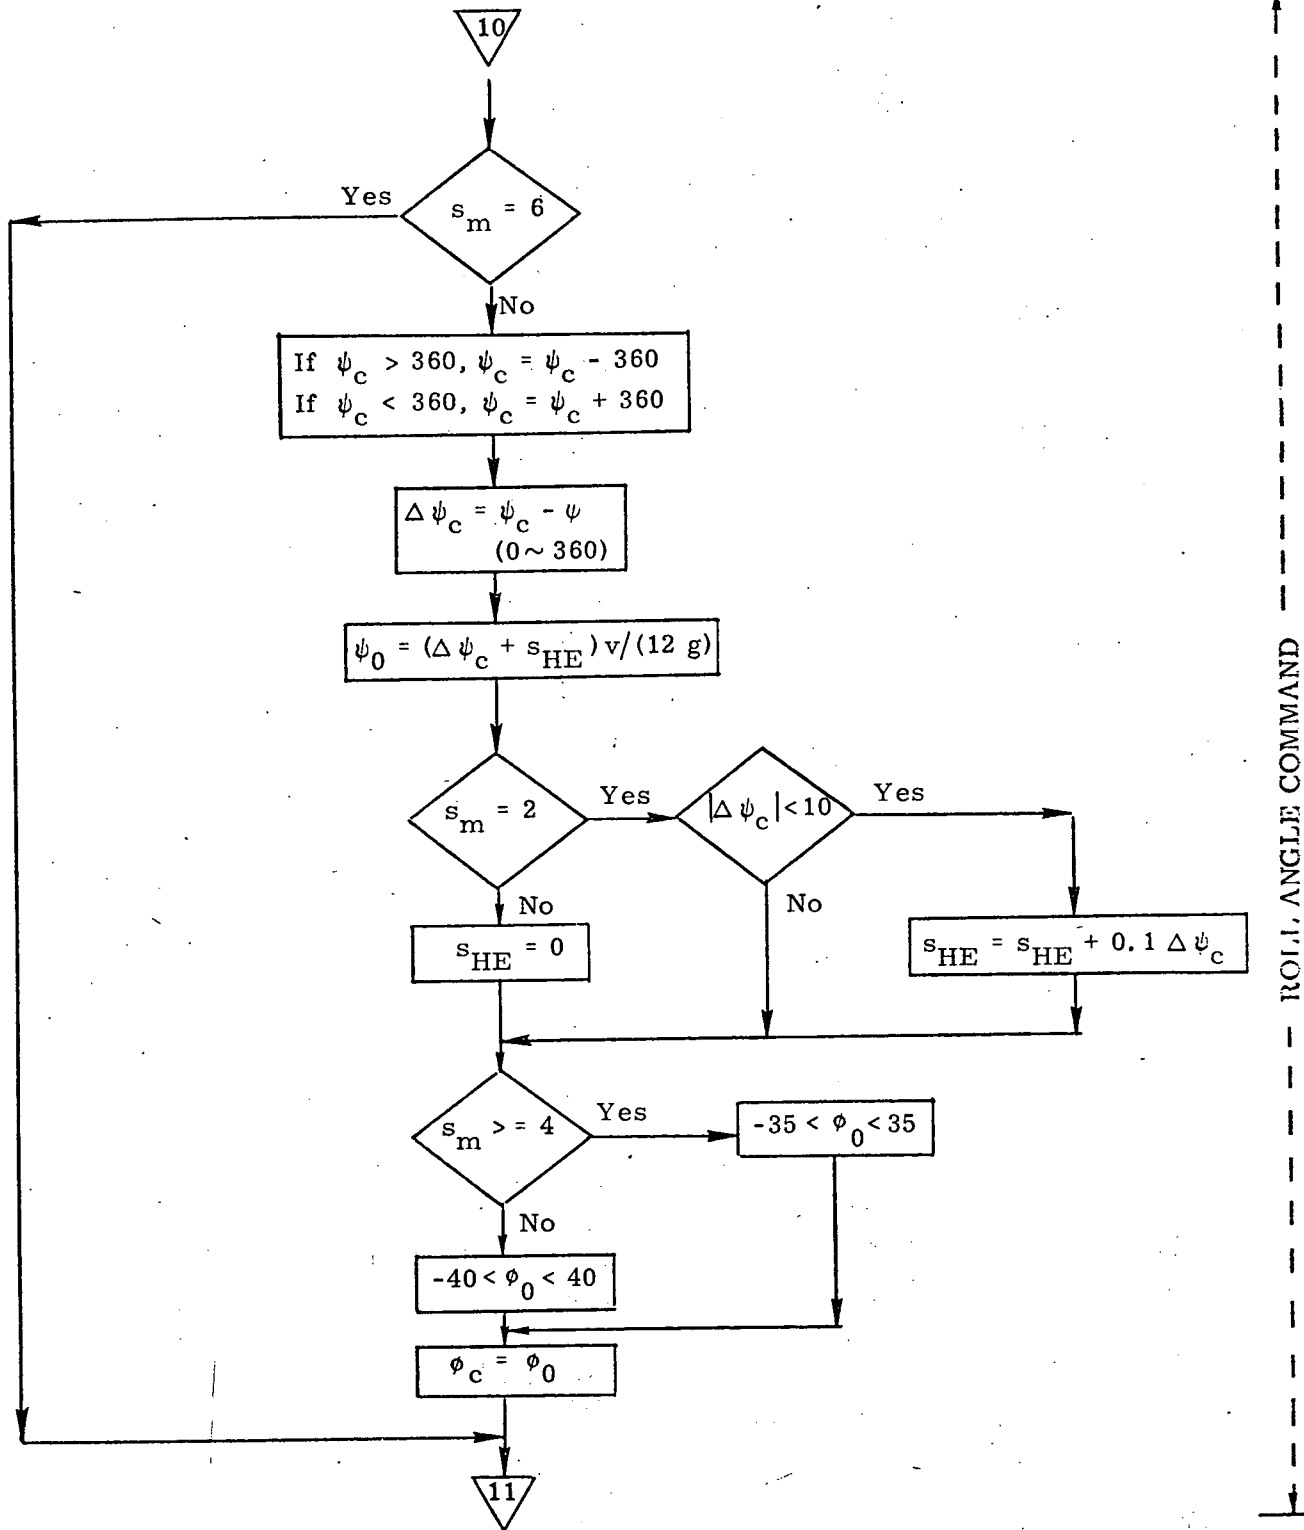 10
Yes
s_m = 6
No
If ψ_c > 360, ψ_c = ψ_c - 360
If ψ_c < 360, ψ_c = ψ_c + 360
Δ ψ_c = ψ_c - ψ
(0 ~ 360)
ψ_0 = (Δ ψ_c + s_HE) v/(12 g)
s_m = 2
Yes
|Δ ψ_c| < 10
Yes
No
No
s_HE = 0
s_HE = s_HE + 0.1 Δ ψ_c
s_m >= 4
Yes
-35 < φ_0 < 35
No
-40 < φ_0 < 40
φ_c = φ_0
11
ROLL ANGLE COMMAND